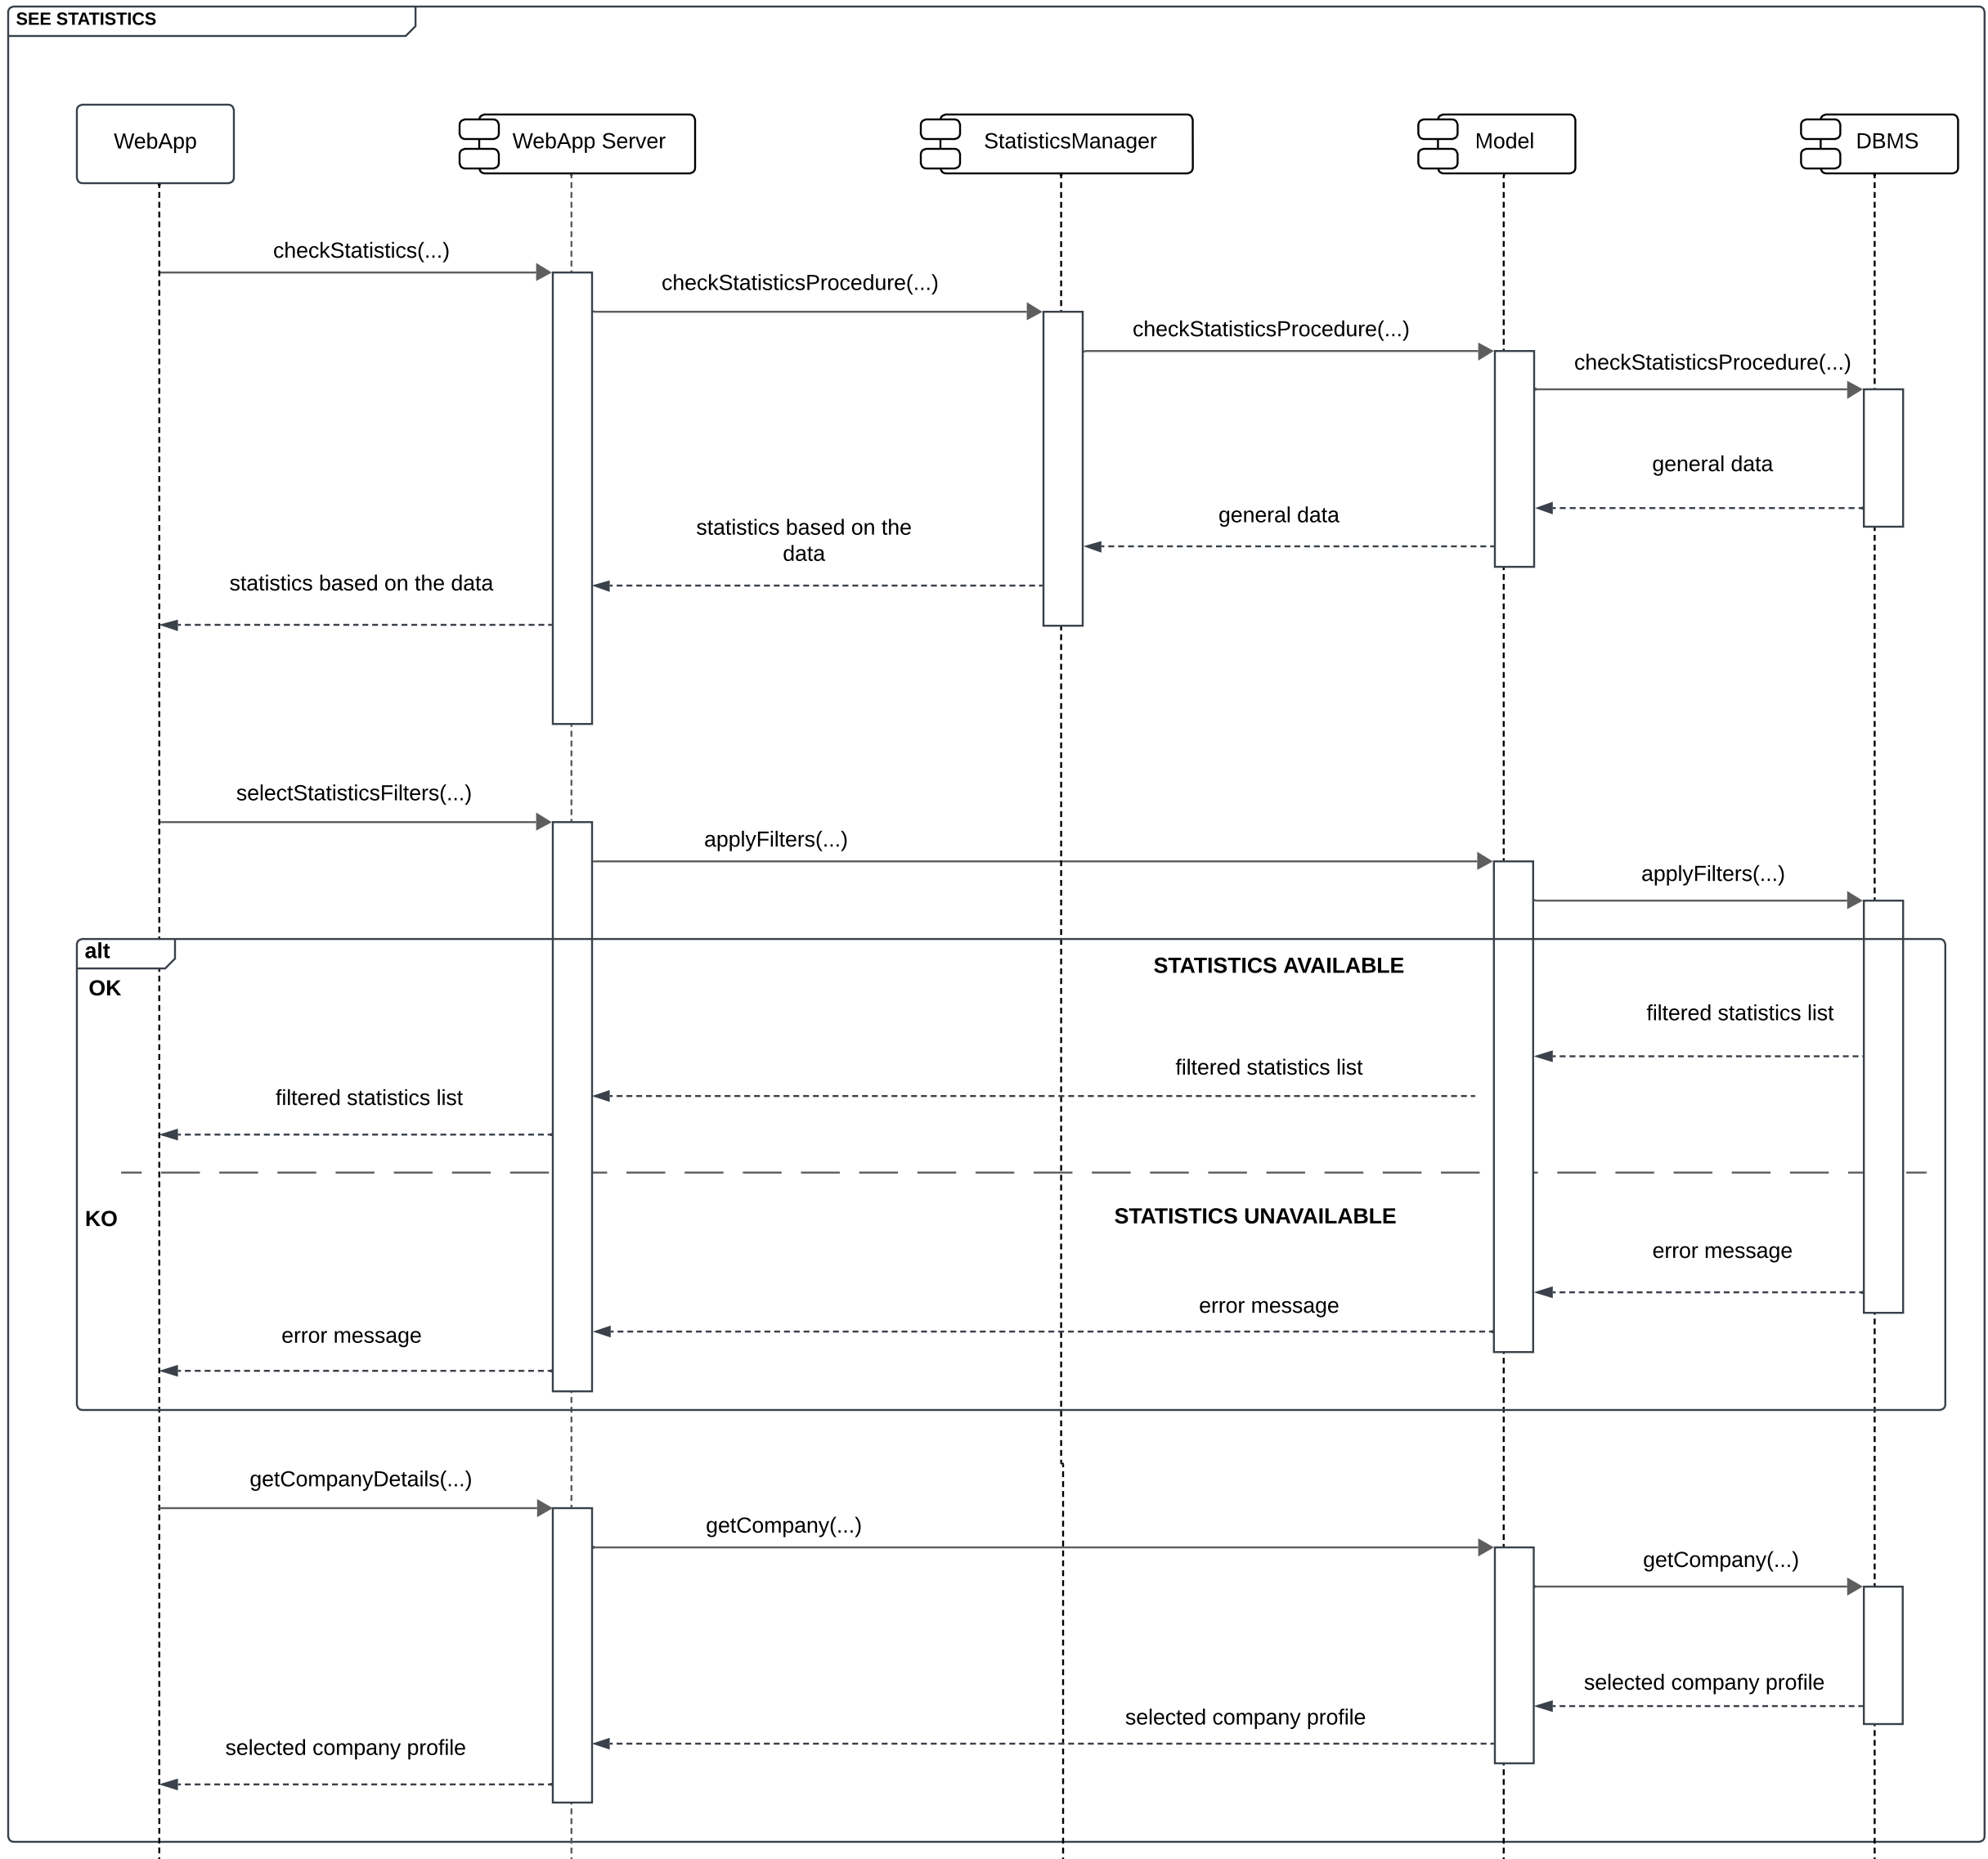 SEE STATISTICS
WebApp
WebApp Server
StatisticsManager
Model
DBMS
checkStatistics(...)
checkStatisticsProcedure(...)
checkStatisticsProcedure(...)
checkStatisticsProcedure(...)
general data
general data
statistics based on the
data
statistics based on the data
selectStatisticsFilters(...)
applyFilters(...)
applyFilters(...)
alt
STATISTICS AVAILABLE
OK
filtered statistics list
filtered statistics list
filtered statistics list
KO
STATISTICS UNAVAILABLE
error message
error message
error message
getCompanyDetails(...)
getCompany(...)
getCompany(...)
selected company profile
selected company profile
selected company profile